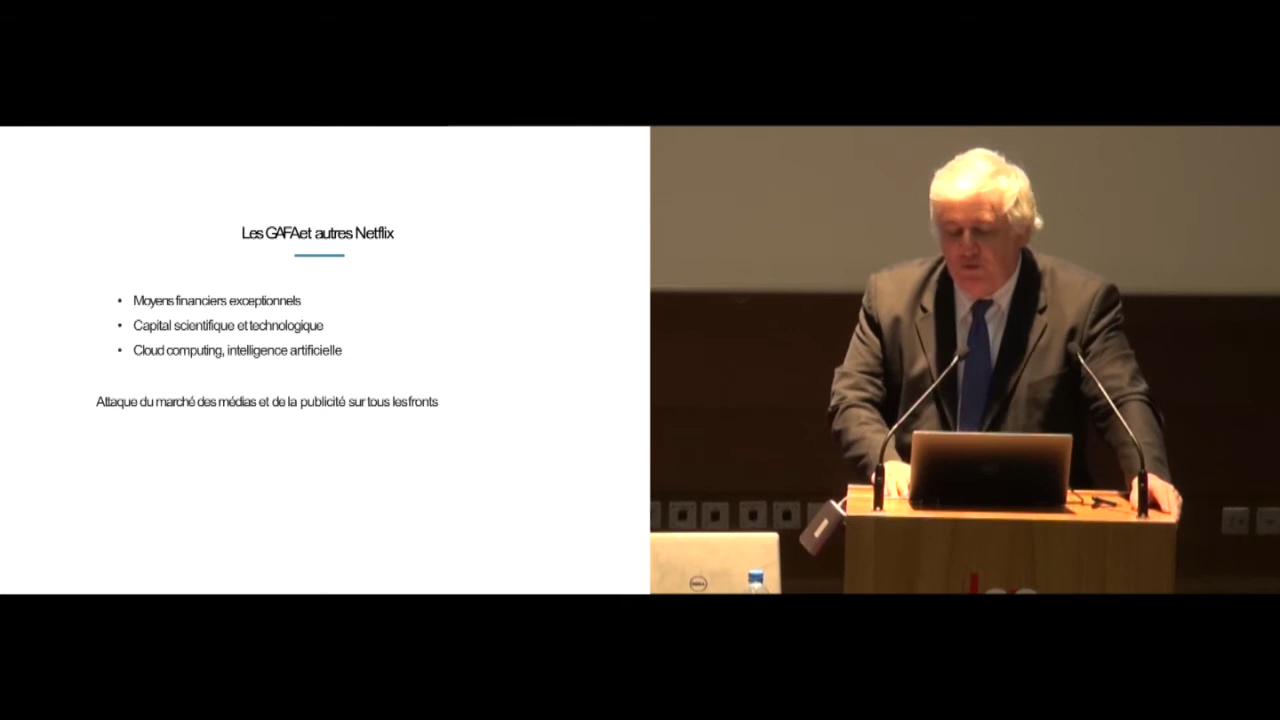 Les GAFA et autres Netflix
• Moyens financiers exceptionnels
• Capital scientifique et technologique
• Cloud computing, intelligence artificielle
Attaque du marché des médias et de la publicité sur tous les fronts
DELL